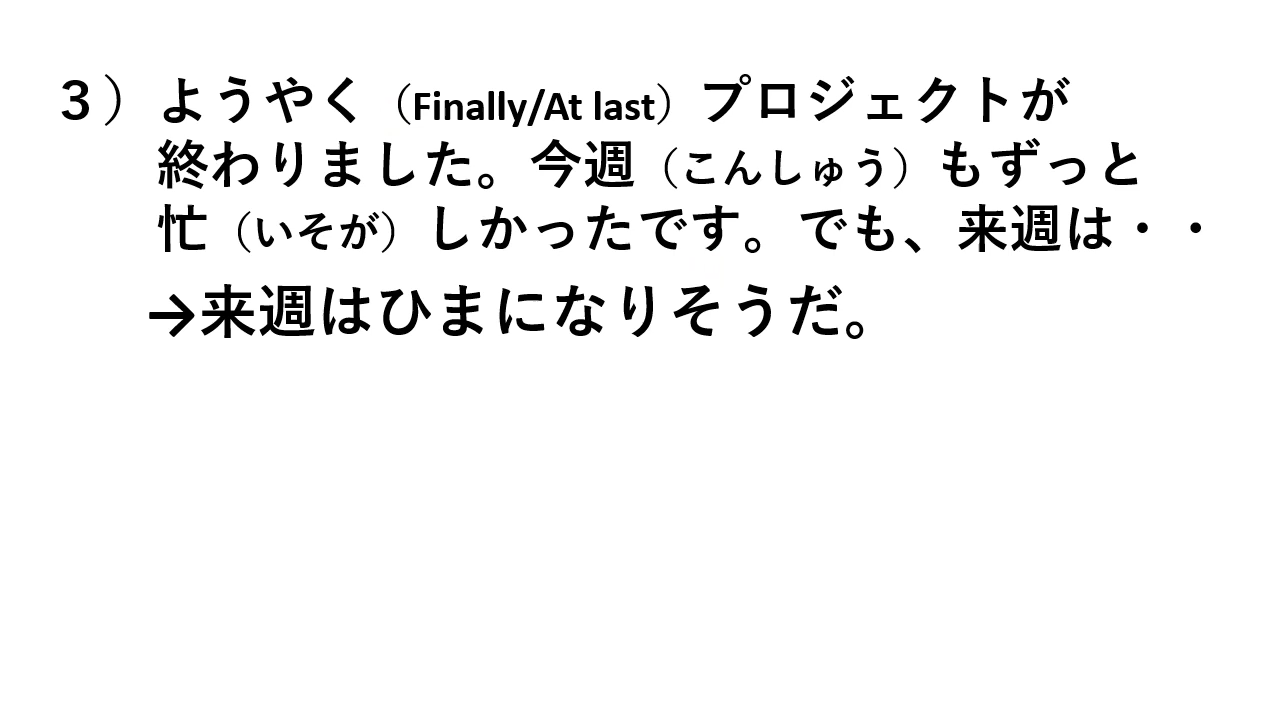 ３）ようやく（Finally/At last）プロジェクトが
終わりました。今週（こんしゅう）もずっと
忙（いそが）しかったです。でも、来週は・・
→来週はひまになりそうだ。